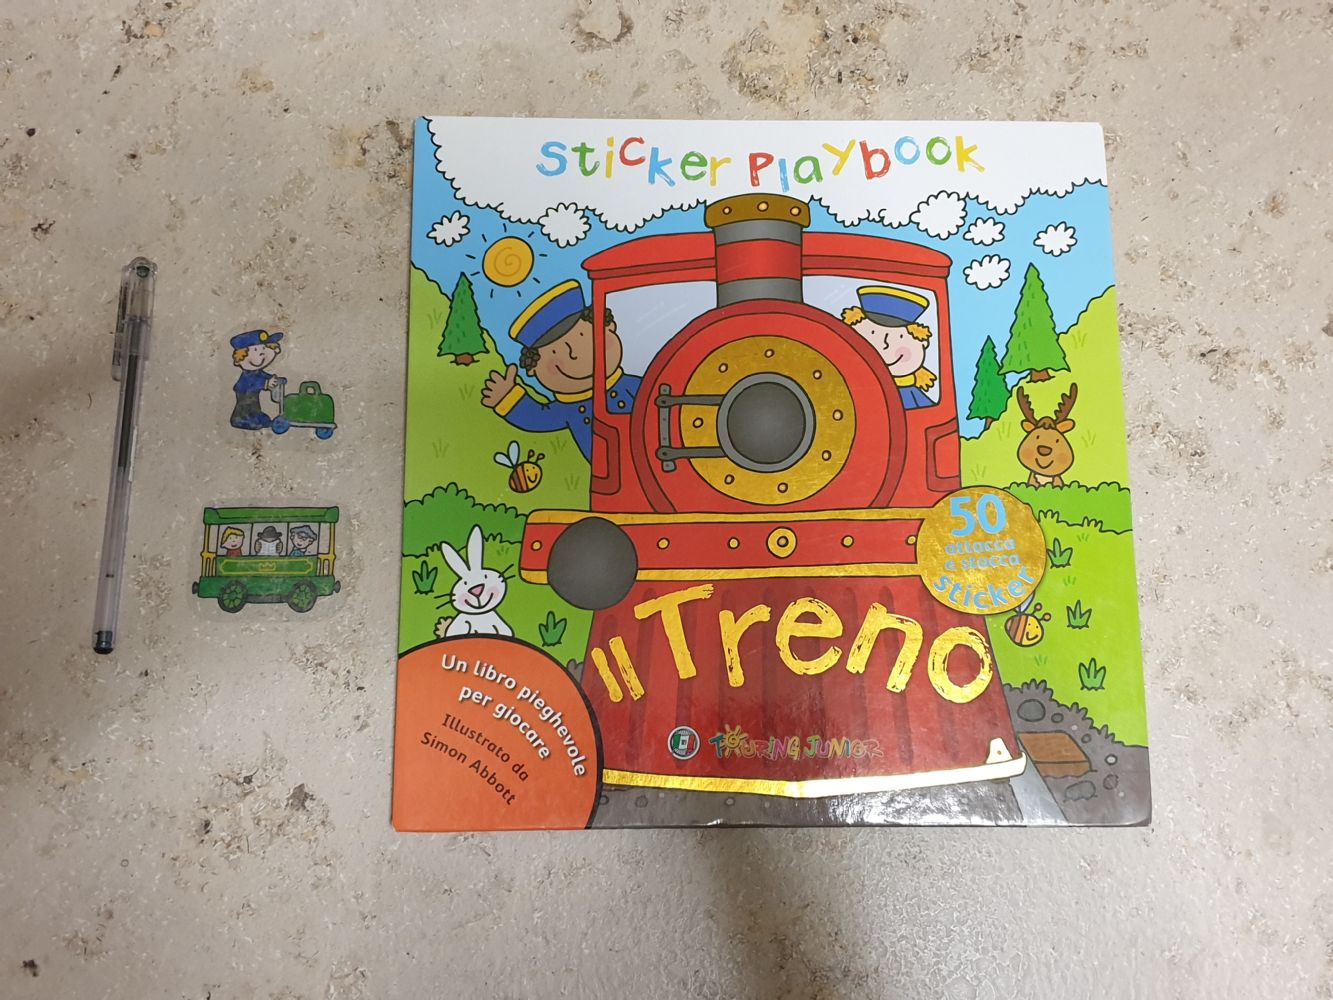 Sticker Playbook
50
attacca
e stacca
sticker
Il Treno
Un libro pieghevole
per giocare
Illustrato da
Simon Abbott
TOURING JUNIOR